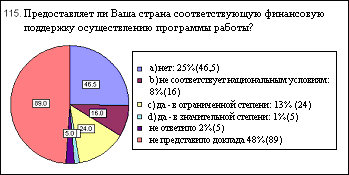 115. Предоставляет ли Ваша страна соответствующую финансовую
поддержку осуществлению программы работы?
46.5
16.0
24.0
5.0
89.0
a) нет: 25% (46,5)
b) не соответствует национальным условиям:
8% (16)
c) да - в ограниченной степени: 13% (24)
d) да - в значительной степени: 1% (5)
не ответило 2% (5)
не представило доклада 48% (89)